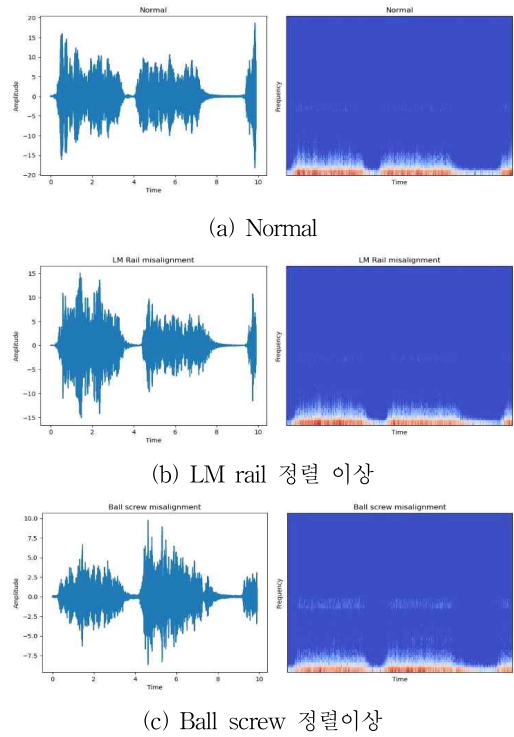 Normal
Normal
20
15
10
5
0
-5
-10
-15
-20
Amplitude
0 2 4 6 8 10
Time
Frequency
Time
(a) Normal
LM Rail misalignment
LM Rail misalignment
15
10
5
0
-5
-10
-15
Amplitude
0 2 4 6 8 10
Time
Frequency
Time
(b) LM rail 정렬 이상
Ball screw misalignment
Ball screw misalignment
10.0
7.5
5.0
2.5
0.0
-2.5
-5.0
-7.5
Amplitude
0 2 4 6 8 10
Time
Frequency
Time
(c) Ball screw 정렬이상